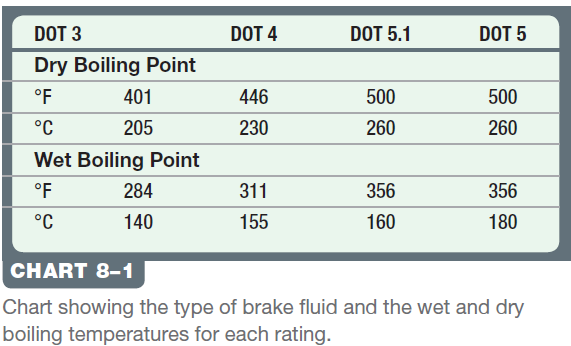 DOT 3 DOT 4 DOT 5.1 DOT 5
Dry Boiling Point
°F 401 446 500 500
°C 205 230 260 260
Wet Boiling Point
°F 284 311 356 356
°C 140 155 160 180
CHART 8–1
Chart showing the type of brake fluid and the wet and dry
boiling temperatures for each rating.